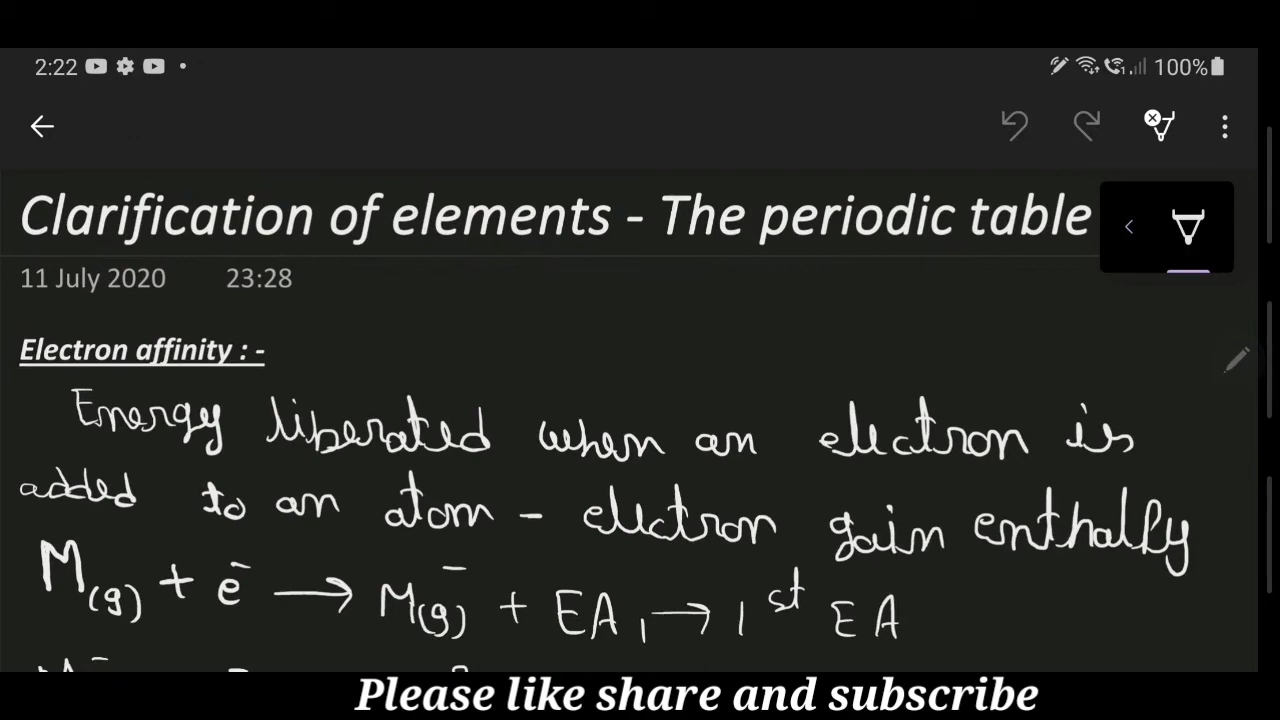 2:22 100%
Clarification of elements - The periodic table
11 July 2020 23:28
Electron affinity : -
Energy liberated when an electron is
added to an atom - electron gain enthalpy
M(g) + e⁻ → M⁻(g) + EA₁ → 1st EA
Please like share and subscribe